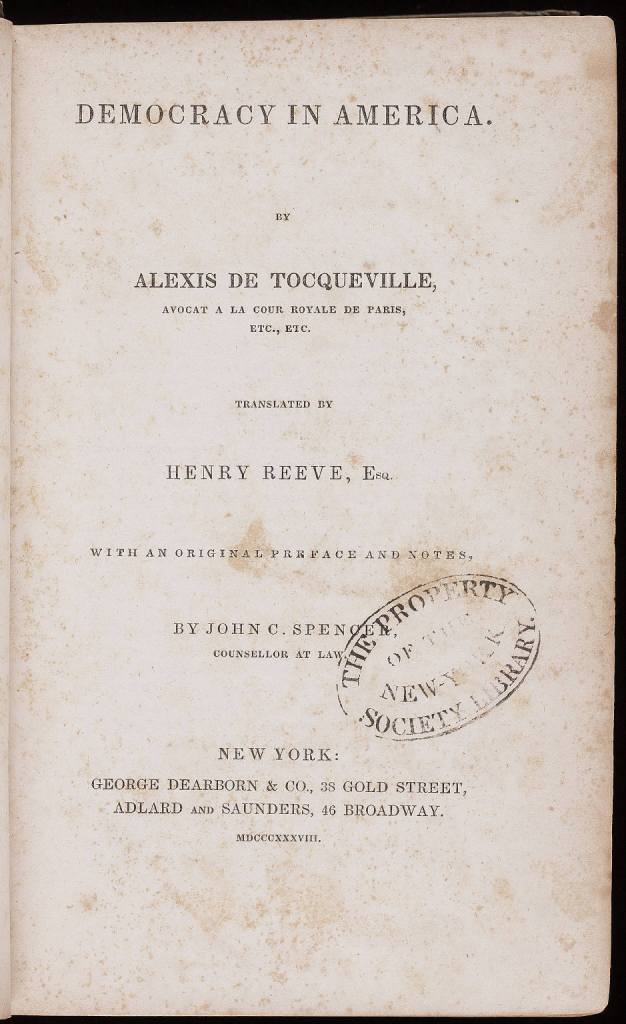 DEMOCRACY IN AMERICA.
BY
ALEXIS DE TOCQUEVILLE,
AVOCAT A LA COUR ROYALE DE PARIS,
ETC., ETC.
TRANSLATED BY
HENRY REEVE, Esq.
WITH AN ORIGINAL PREFACE AND NOTES,
BY JOHN C. SPENCER,
COUNSELLOR AT LAW.
THE PROPERTY
OF THE
NEW-YORK
SOCIETY LIBRARY.
NEW YORK:
GEORGE DEARBORN & CO., 38 GOLD STREET,
ADLARD AND SAUNDERS, 46 BROADWAY.
MDCCCXXXVIII.